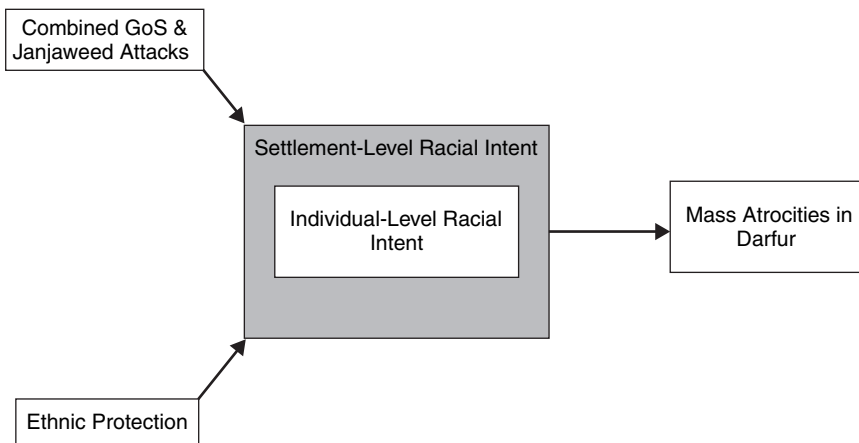 Combined GoS &
Janjaweed Attacks
Settlement-Level Racial Intent
Individual-Level Racial
Intent
Mass Atrocities in
Darfur
Ethnic Protection